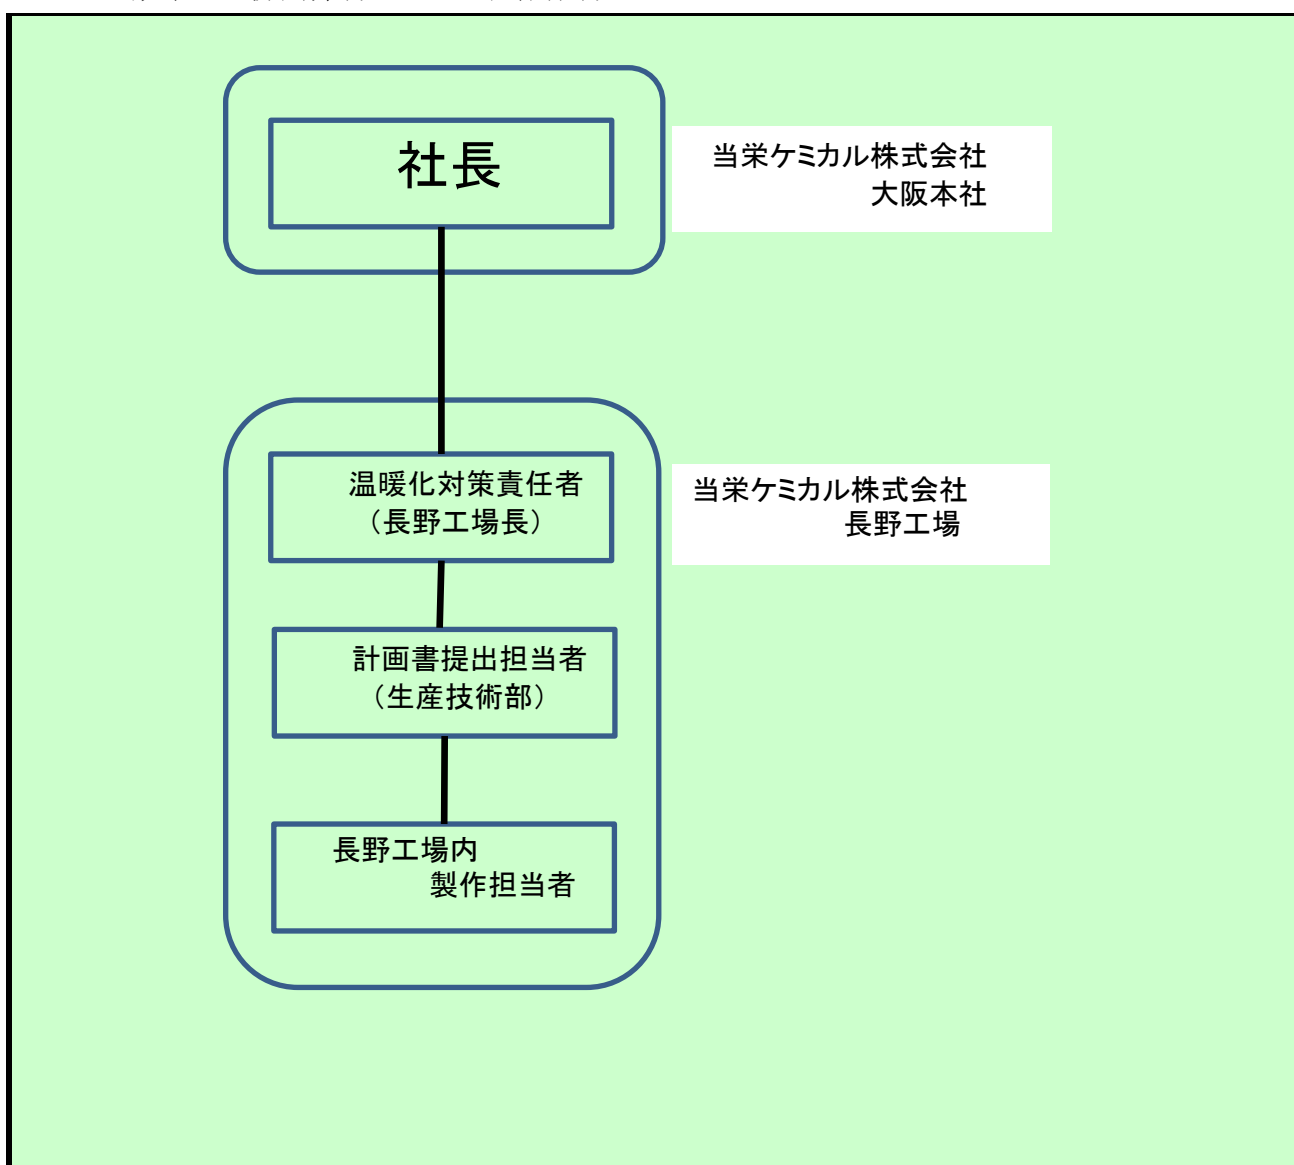 社長
当栄ケミカル株式会社
大阪本社
温暖化対策責任者
（長野工場長）
当栄ケミカル株式会社
長野工場
計画書提出担当者
（生産技術部）
長野工場内
製作担当者